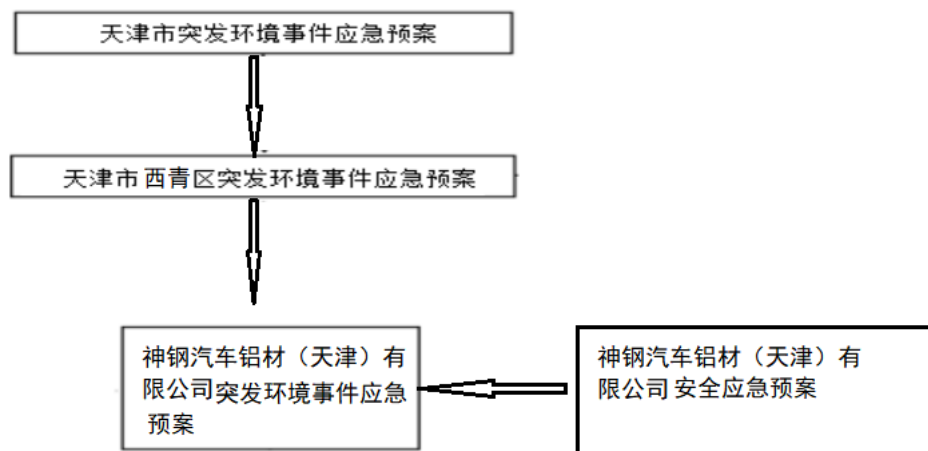 天津市突发环境事件应急预案
天津市西青区突发环境事件应急预案
神钢汽车铝材（天津）有
限公司突发环境事件应急
预案
神钢汽车铝材（天津）有
限公司安全应急预案